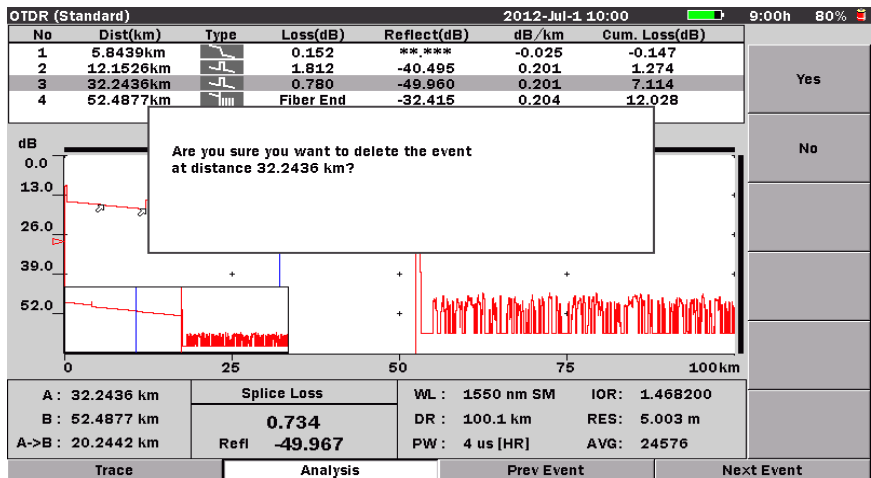 OTDR (Standard) 2012-Jul-1 10:00 9:00h 80%
No Dist(km) Type Loss(dB) Reflect(dB) dB/km Cum. Loss(dB)
1 5.8439km 0.152 **.*** -0.025 -0.147
2 12.1526km 1.812 -40.495 0.201 1.274
3 32.2436km 0.780 -49.960 0.201 7.114
4 52.4877km Fiber End -32.415 0.204 12.028
Yes
No
Are you sure you want to delete the event
at distance 32.2436 km?
dB
0.0
13.0
26.0
39.0
52.0
0 25 50 75 100km
A: 32.2436 km
B: 52.4877 km
A->B: 20.2442 km
Splice Loss
0.734
Refl -49.967
WL: 1550 nm SM IOR: 1.468200
DR: 100.1 km RES: 5.003 m
PW: 4 us [HR] AVG: 24576
Trace Analysis Prev Event Next Event